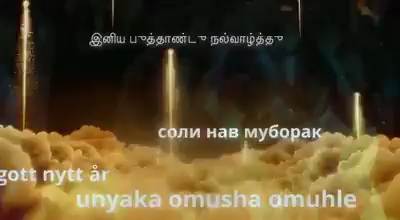 இனிய புத்தாண்டு நல்வாழ்த்து
соли нав муборак
gott nytt år
unyaka omusha omuhle